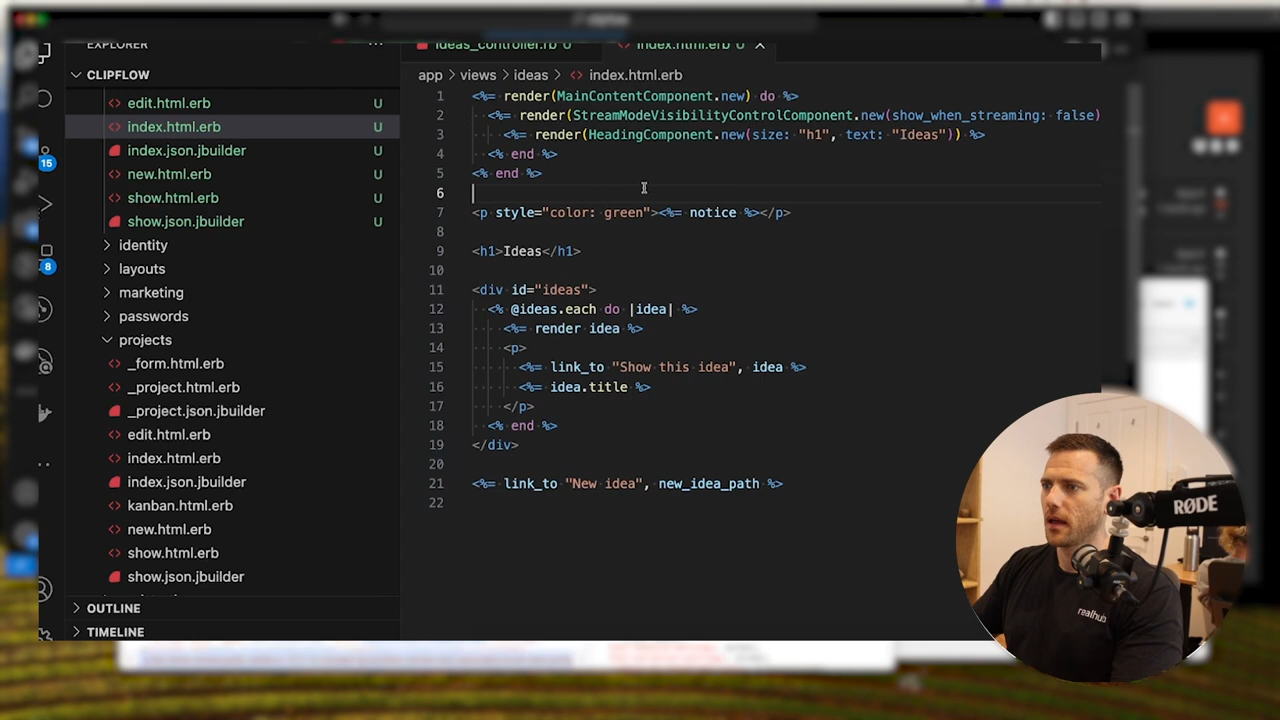 EXPLORER
CLIPFLOW
edit.html.erb U
index.html.erb U
index.json.jbuilder U
new.html.erb U
show.html.erb U
show.json.jbuilder U
identity
layouts
marketing
passwords
projects
_form.html.erb
_project.html.erb
_project.json.jbuilder
edit.html.erb
index.html.erb
index.json.jbuilder
kanban.html.erb
new.html.erb
show.html.erb
show.json.jbuilder
OUTLINE
TIMELINE
15
8
ideas_controller.rb U
index.html.erb U
app > views > ideas > index.html.erb
1 <%= render(MainContentComponent.new) do %>
2 <%= render(StreamModeVisibilityControlComponent.new(show_when_streaming: false)
3 <%= render(HeadingComponent.new(size: "h1", text: "Ideas")) %>
4 <% end %>
5 <% end %>
6
7 <p style="color: green"><%= notice %></p>
8
9 <h1>Ideas</h1>
10
11 <div id="ideas">
12 <% @ideas.each do |idea| %>
13 <%= render idea %>
14 <p>
15 <%= link_to "Show this idea", idea %>
16 <%= idea.title %>
17 </p>
18 <% end %>
19 </div>
20
21 <%= link_to "New idea", new_idea_path %>
22
RØDE
realhub